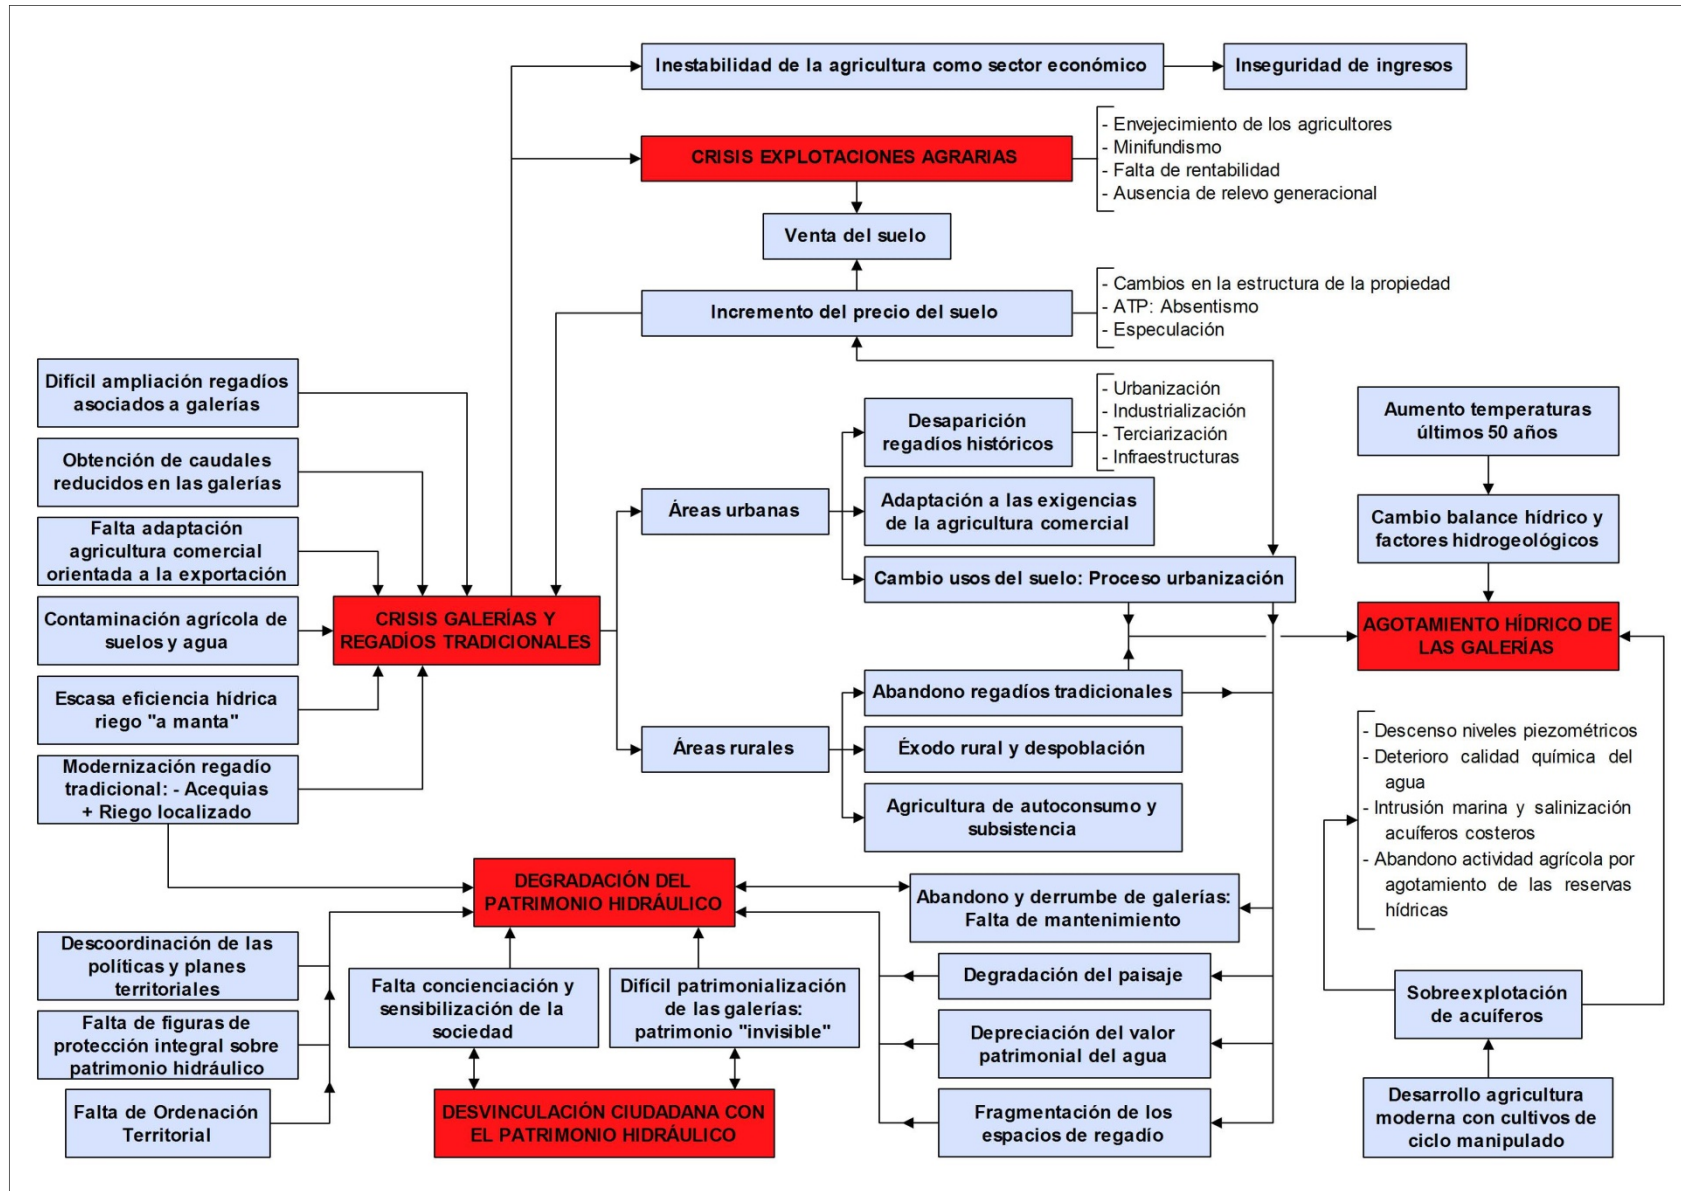 Inestabilidad de la agricultura como sector económico
Inseguridad de ingresos
CRISIS EXPLOTACIONES AGRARIAS
- Envejecimiento de los agricultores
- Minifundismo
- Falta de rentabilidad
- Ausencia de relevo generacional
Venta del suelo
Incremento del precio del suelo
- Cambios en la estructura de la propiedad
- ATP: Absentismo
- Especulación
Difícil ampliación regadíos
asociados a galerías
Obtención de caudales
reducidos en las galerías
Falta adaptación
agricultura comercial
orientada a la exportación
Contaminación agrícola de
suelos y agua
Escasa eficiencia hídrica
riego "a manta"
Modernización regadío
tradicional: - Acequias
+ Riego localizado
CRISIS GALERÍAS Y
REGADÍOS TRADICIONALES
Áreas urbanas
Desaparición
regadíos históricos
- Urbanización
- Industrialización
- Terciarización
- Infraestructuras
Adaptación a las exigencias
de la agricultura comercial
Cambio usos del suelo: Proceso urbanización
Áreas rurales
Abandono regadíos tradicionales
Éxodo rural y despoblación
Agricultura de autoconsumo y
subsistencia
Aumento temperaturas
últimos 50 años
Cambio balance hídrico y
factores hidrogeológicos
AGOTAMIENTO HÍDRICO DE
LAS GALERÍAS
- Descenso niveles piezométricos
- Deterioro calidad química del
agua
- Intrusión marina y salinización
acuíferos costeros
- Abandono actividad agrícola por
agotamiento de las reservas
hídricas
Sobreexplotación
de acuíferos
Desarrollo agricultura
moderna con cultivos de
ciclo manipulado
DEGRADACIÓN DEL
PATRIMONIO HIDRÁULICO
Abandono y derrumbe de galerías:
Falta de mantenimiento
Degradación del paisaje
Depreciación del valor
patrimonial del agua
Fragmentación de los
espacios de regadío
Descoordinación de las
políticas y planes
territoriales
Falta de figuras de
protección integral sobre
patrimonio hidráulico
Falta de Ordenación
Territorial
Falta concienciación y
sensibilización de la
sociedad
Difícil patrimonialización
de las galerías:
patrimonio "invisible"
DESVINCULACIÓN CIUDADANA CON
EL PATRIMONIO HIDRÁULICO